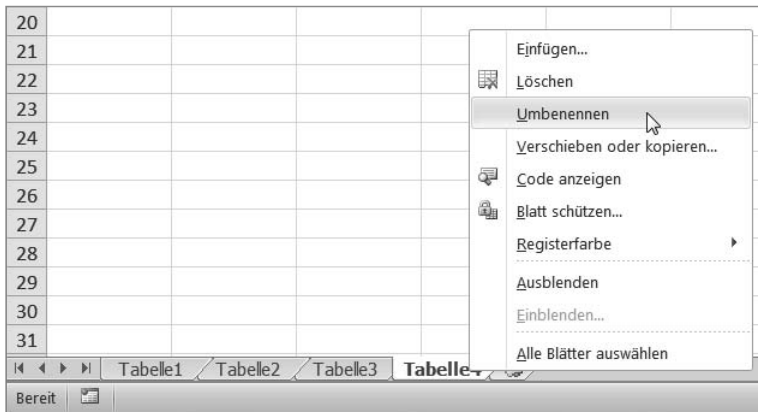 20
21
Einfügen...
22
Löschen
23
Umbenennen
24
Verschieben oder kopieren...
25
Code anzeigen
26
Blatt schützen...
27
Registerfarbe
28
29
Ausblenden
30
Einblenden...
31
Alle Blätter auswählen
Tabelle1 Tabelle2 Tabelle3 Tabelle4
Bereit